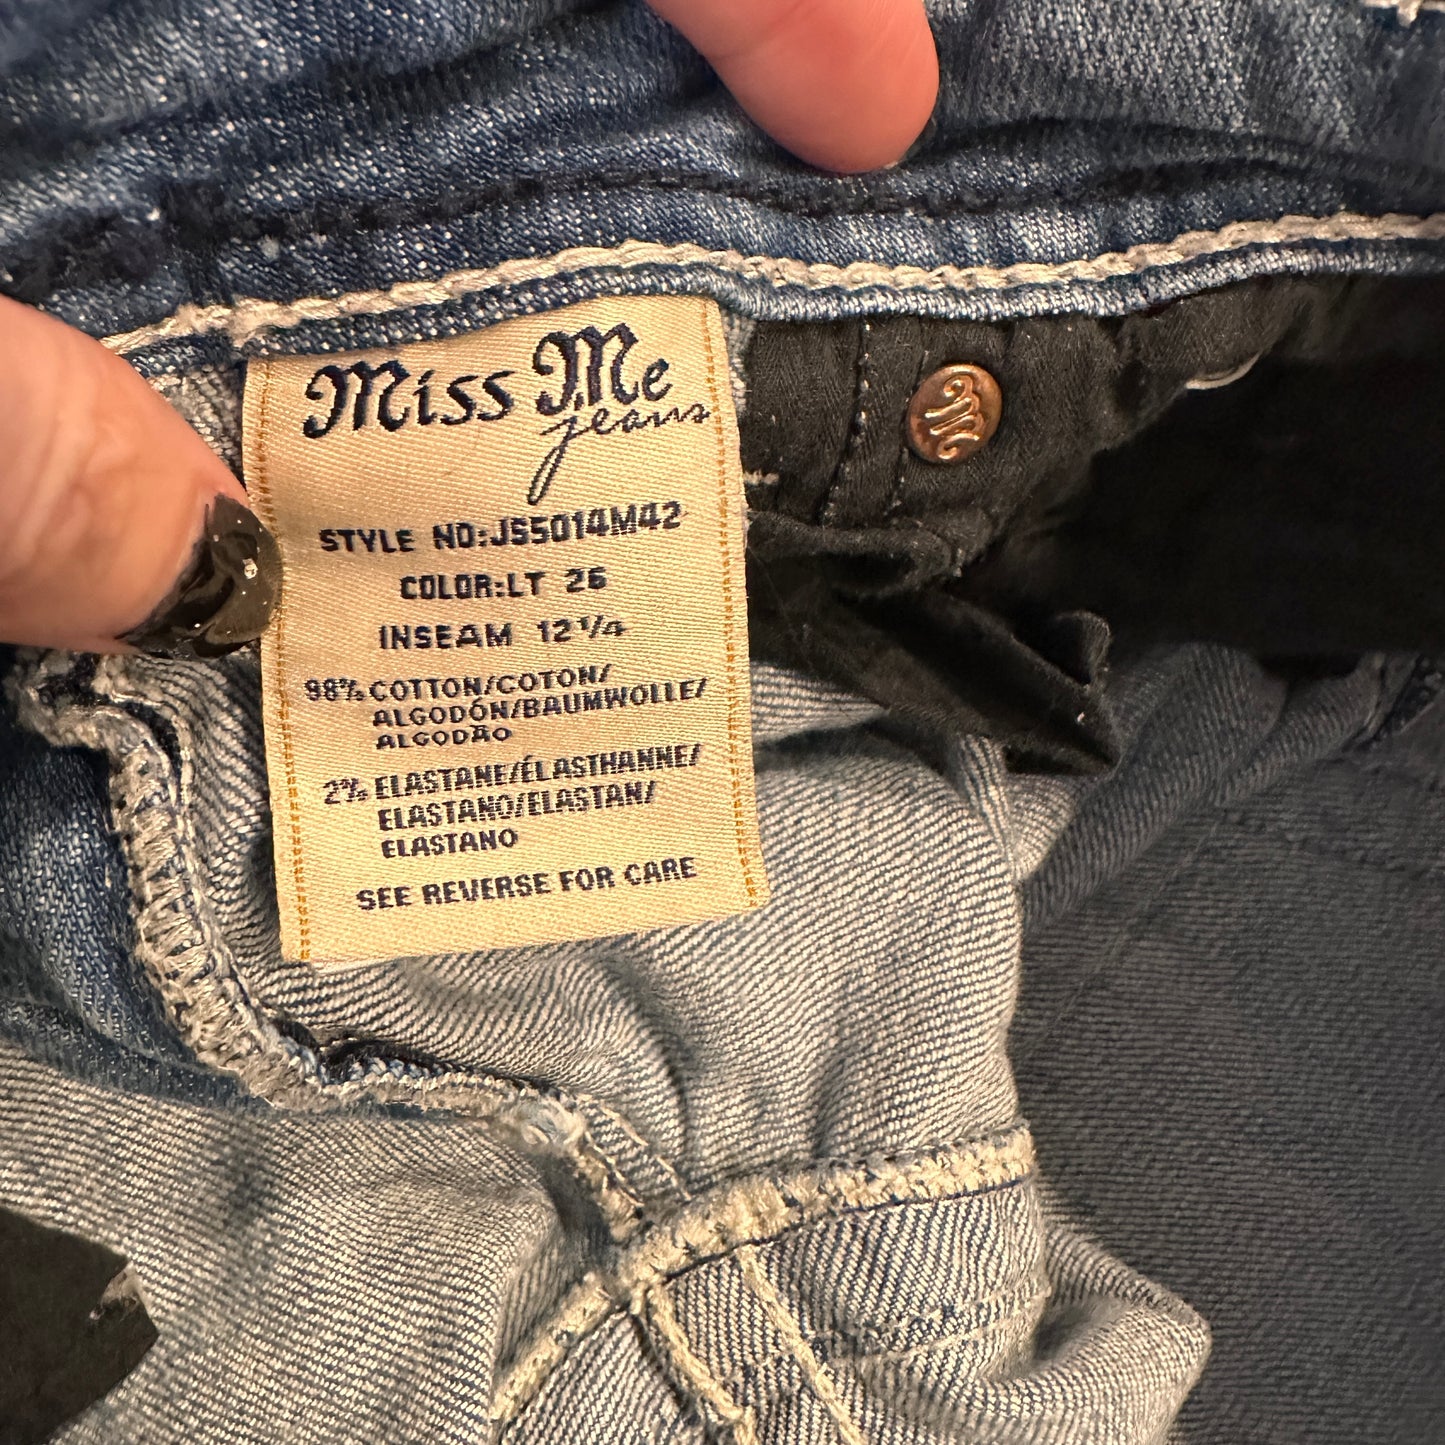 Miss Me
jeans
STYLE NO:JS5014M42
COLOR:LT 26
INSEAM 12 1/4
98% COTTON/COTON/
ALGODÓN/BAUMWOLLE/
ALGODÃO
2% ELASTANE/ÉLASTHANNE/
ELASTANO/ELASTAN/
ELASTANO
SEE REVERSE FOR CARE